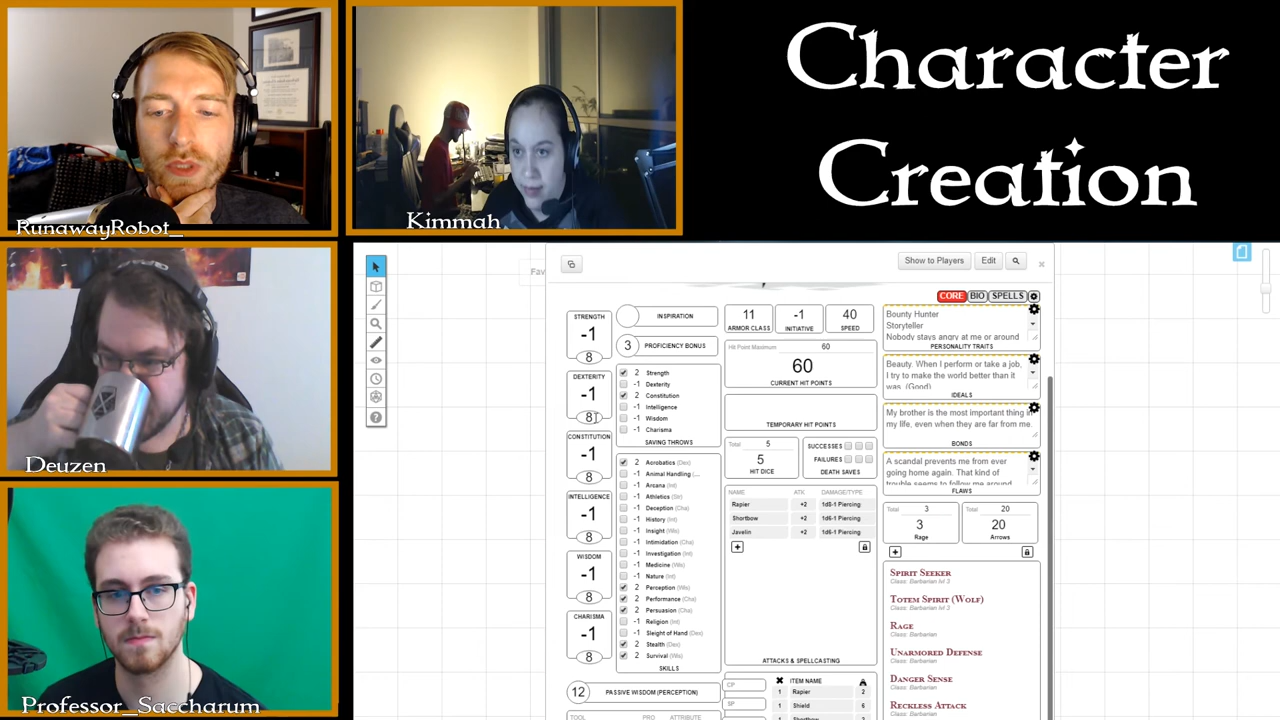 Character
Creation
RunawayRobot_
Kimmah
Deuzen
Professor_Saccharum
Fav
Show to Players
Edit
CORE BIO SPELLS
STRENGTH
-1
8
DEXTERITY
-1
8
CONSTITUTION
-1
8
INTELLIGENCE
-1
8
WISDOM
-1
8
CHARISMA
-1
8
INSPIRATION
3 PROFICIENCY BONUS
2 Strength
-1 Dexterity
2 Constitution
-1 Intelligence
-1 Wisdom
-1 Charisma
SAVING THROWS
2 Acrobatics (Dex)
-1 Animal Handling (...
-1 Arcana (Int)
-1 Athletics (Str)
-1 Deception (Cha)
-1 History (Int)
-1 Insight (Wis)
-1 Intimidation (Cha)
-1 Investigation (Int)
-1 Medicine (Wis)
-1 Nature (Int)
2 Perception (Wis)
2 Performance (Cha)
2 Persuasion (Cha)
-1 Religion (Int)
-1 Sleight of Hand (Dex)
2 Stealth (Dex)
2 Survival (Wis)
SKILLS
12 PASSIVE WISDOM (PERCEPTION)
TOOL PRO ATTRIBUTE
11
ARMOR CLASS
-1
INITIATIVE
40
SPEED
Hit Point Maximum 60
60
CURRENT HIT POINTS
TEMPORARY HIT POINTS
Total 5
5
HIT DICE
SUCCESSES
FAILURES
DEATH SAVES
NAME ATK DAMAGE/TYPE
Rapier +2 1d8-1 Piercing
Shortbow +2 1d6-1 Piercing
Javelin +2 1d6-1 Piercing
ATTACKS & SPELLCASTING
CP
SP
ITEM NAME
1 Rapier 2
1 Shield 6
1 Shortbow 2
Bounty Hunter
Storyteller
Nobody stays angry at me or around
PERSONALITY TRAITS
Beauty. When I perform or take a job,
I try to make the world better than it
was. (Good)
IDEALS
My brother is the most important thing in
my life, even when they are far from me.
BONDS
A scandal prevents me from ever
going home again. That kind of
trouble seems to follow me around.
FLAWS
Total 3
3
Rage
Total 20
20
Arrows
SPIRIT SEEKER
Class: Barbarian lvl 3
TOTEM SPIRIT (WOLF)
Class: Barbarian lvl 3
RAGE
Class: Barbarian
UNARMORED DEFENSE
Class: Barbarian
DANGER SENSE
Class: Barbarian
RECKLESS ATTACK
Class: Barbarian